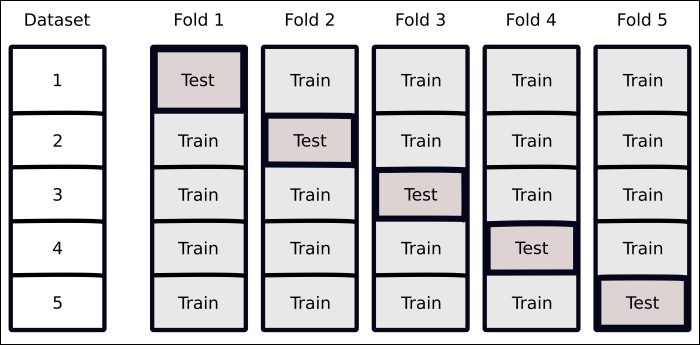 Dataset Fold 1 Fold 2 Fold 3 Fold 4 Fold 5
1 Test Train Train Train Train
2 Train Test Train Train Train
3 Train Train Test Train Train
4 Train Train Train Test Train
5 Train Train Train Train Test